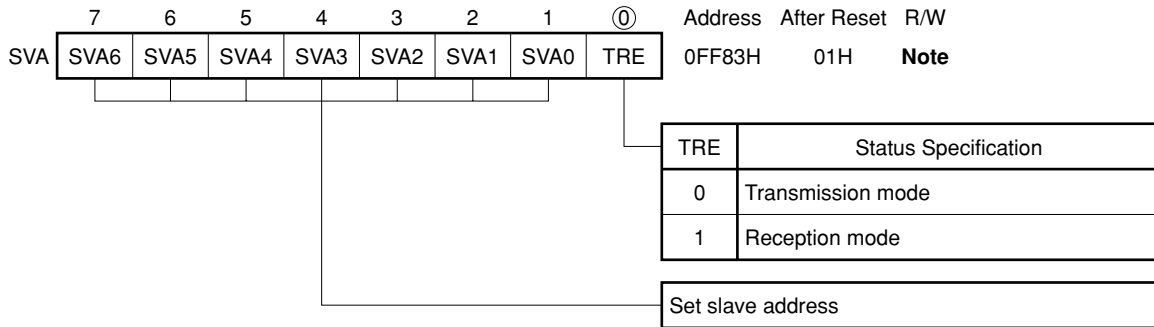 7 6 5 4 3 2 1 0 Address After Reset R/W
SVA SVA6 SVA5 SVA4 SVA3 SVA2 SVA1 SVA0 TRE 0FF83H 01H Note
TRE Status Specification
0 Transmission mode
1 Reception mode
Set slave address